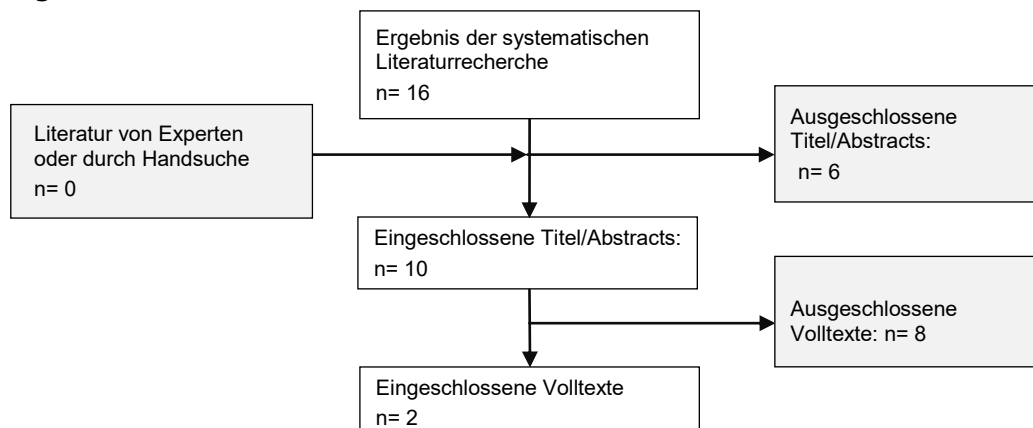 Ergebnis der systematischen
Literaturrecherche
n= 16
Literatur von Experten
oder durch Handsuche
n= 0
Ausgeschlossene
Titel/Abstracts:
n= 6
Eingeschlossene Titel/Abstracts:
n= 10
Ausgeschlossene
Volltexte: n= 8
Eingeschlossene Volltexte
n= 2